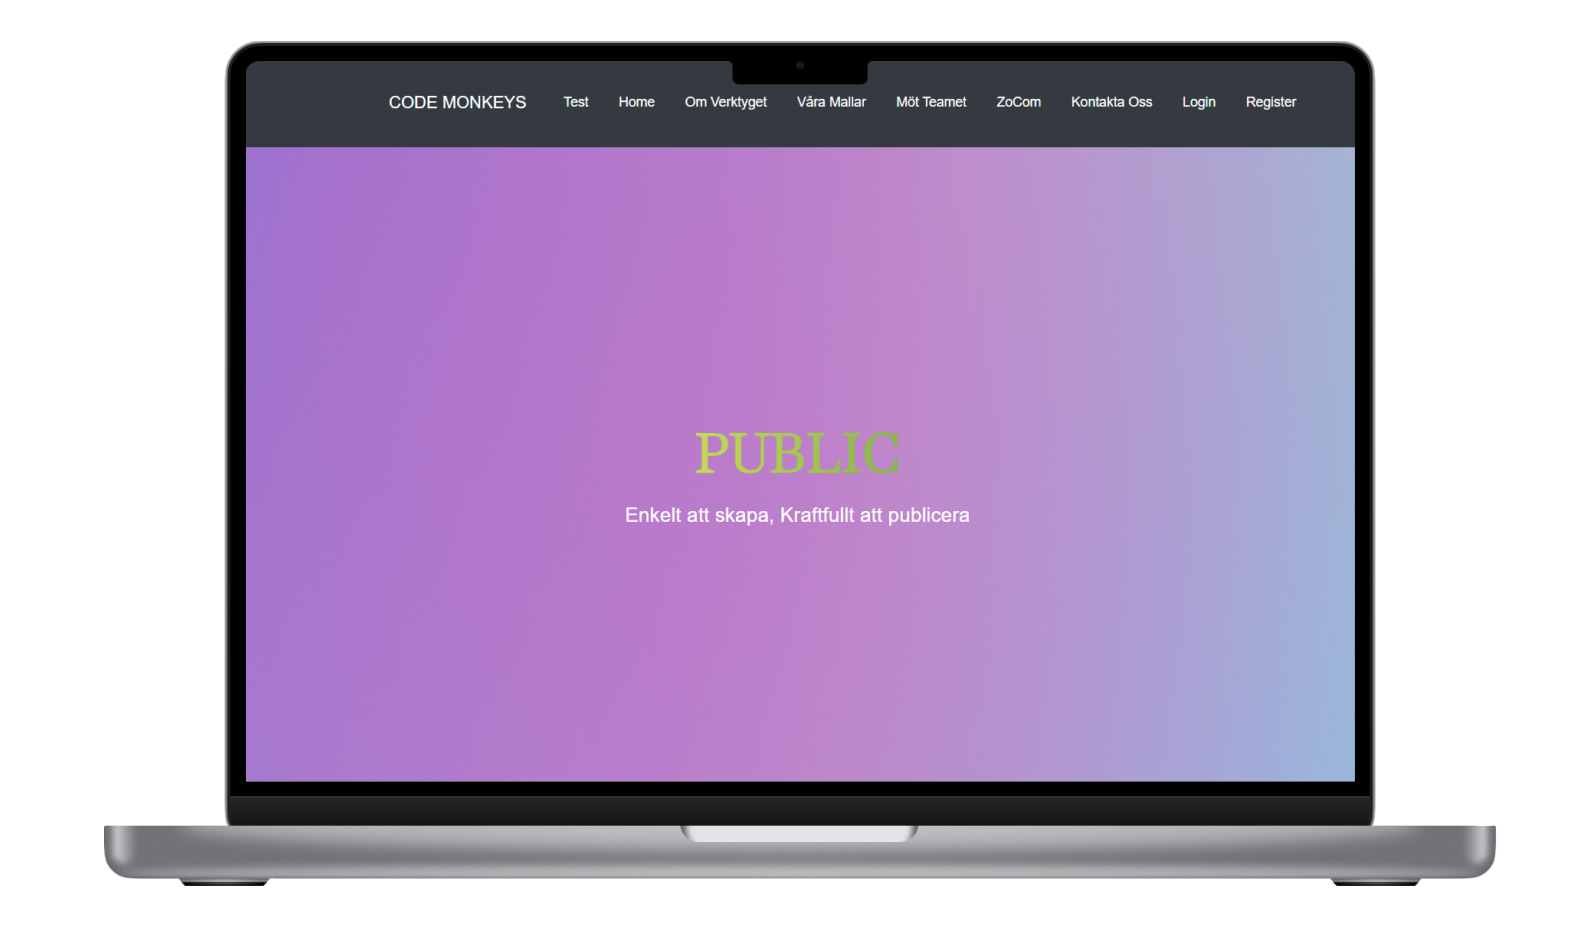 CODE MONKEYS Test Home Om Verktyget Våra Mallar Möt Teamet ZoCom Kontakta Oss Login Register
PUBLIC
Enkelt att skapa, Kraftfullt att publicera